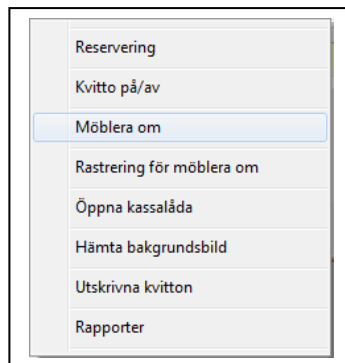 Reservering
Kvitto på/av
Möblera om
Rastrering för möblera om
Öppna kassalåda
Hämta bakgrundsbild
Utskrivna kvitton
Rapporter